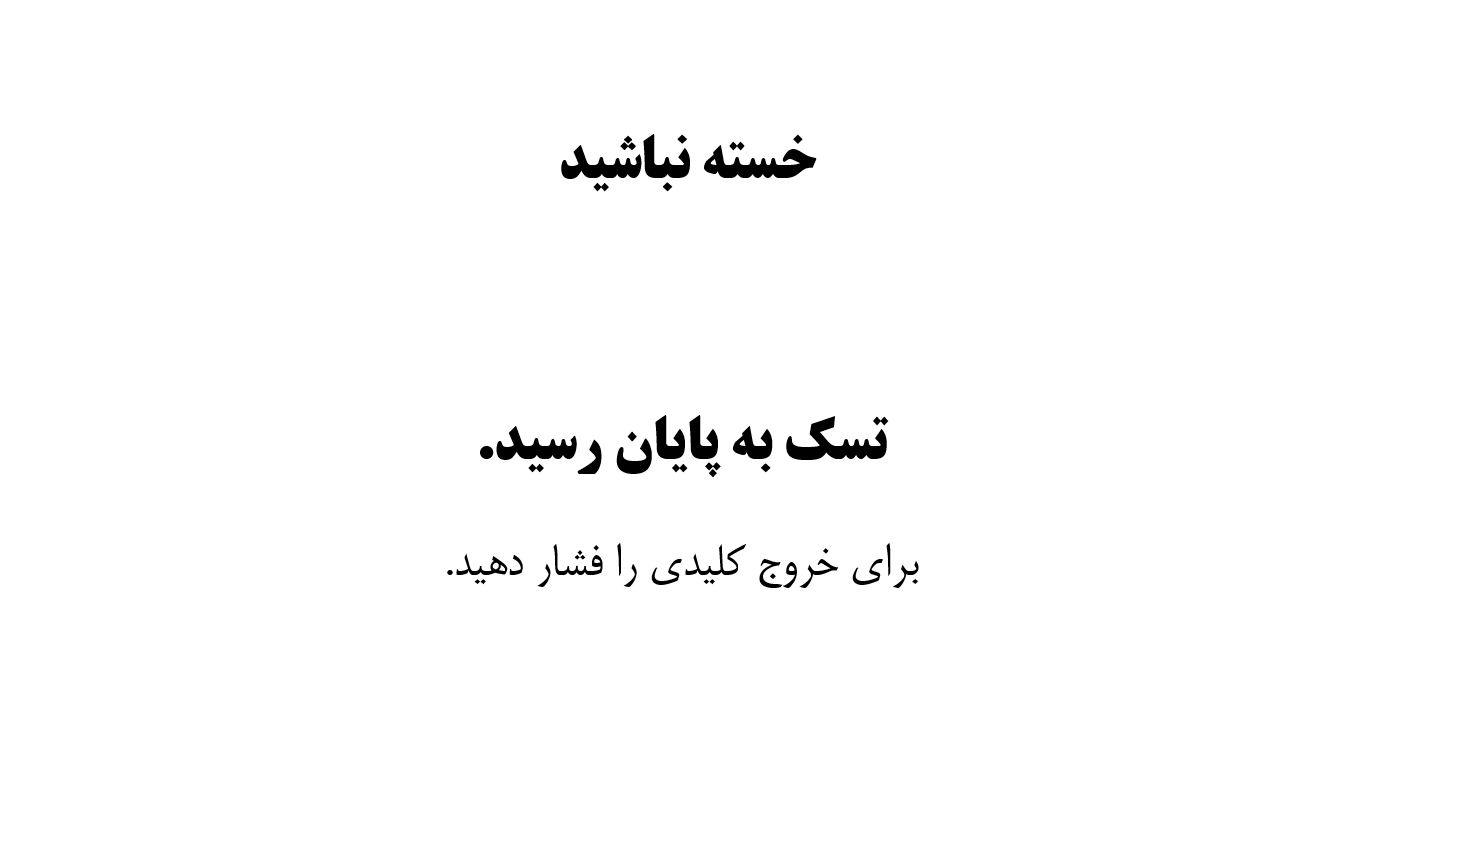 خسته نباشید
تسک به پایان رسید.
برای خروج کلیدی را فشار دهید.